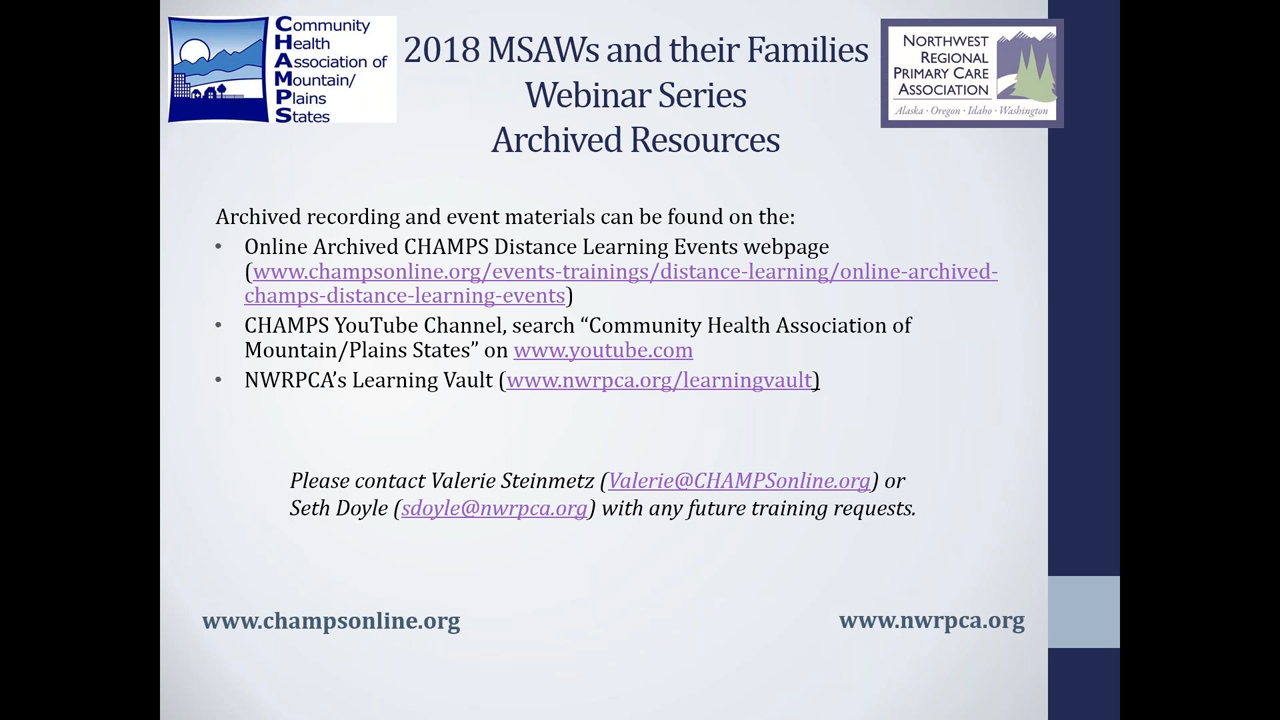 Community
Health
Association of
Mountain/
Plains
States
2018 MSAWs and their Families
Webinar Series
Archived Resources
NORTHWEST
REGIONAL
PRIMARY CARE
ASSOCIATION
Alaska · Oregon · Idaho · Washington
Archived recording and event materials can be found on the:
• Online Archived CHAMPS Distance Learning Events webpage
(www.champsonline.org/events-trainings/distance-learning/online-archived-
champs-distance-learning-events)
• CHAMPS YouTube Channel, search “Community Health Association of
Mountain/Plains States” on www.youtube.com
• NWRPCA’s Learning Vault (www.nwrpca.org/learningvault)
Please contact Valerie Steinmetz (Valerie@CHAMPSonline.org) or
Seth Doyle (sdoyle@nwrpca.org) with any future training requests.
www.champsonline.org
www.nwrpca.org